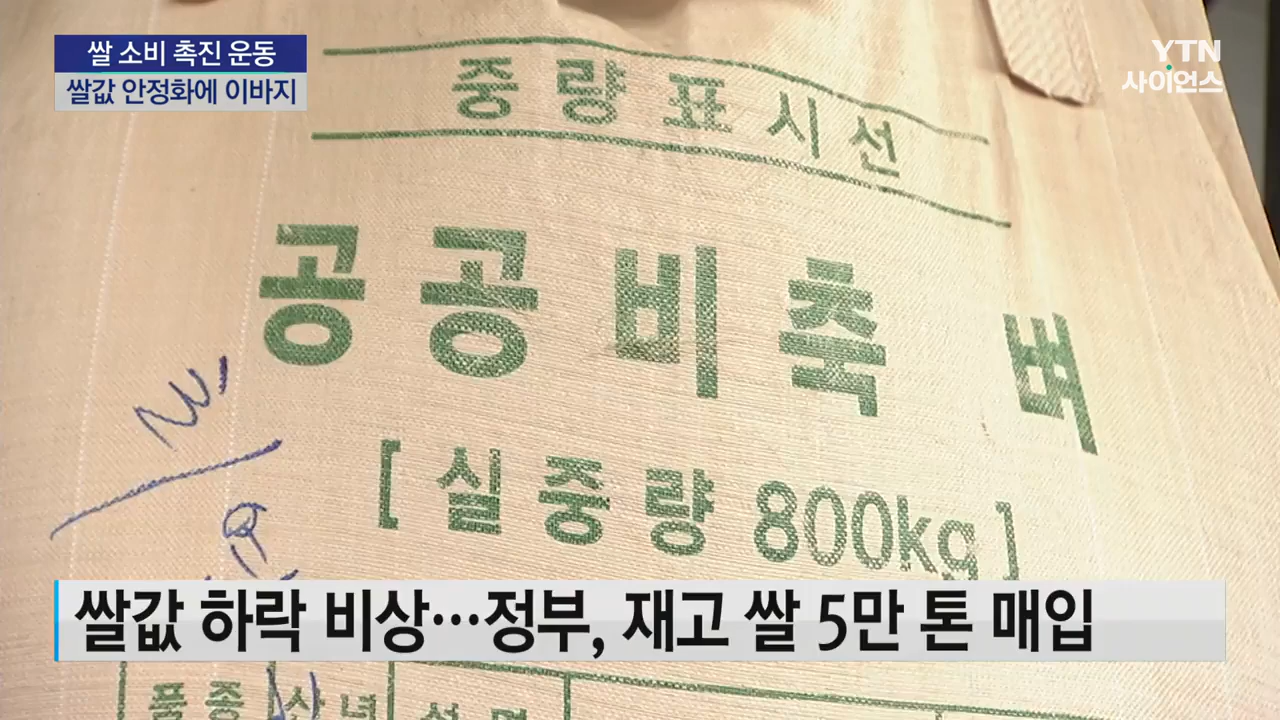 쌀 소비 촉진 운동
쌀값 안정화에 이바지
YTN
사이언스
중량표시선
공공비축 벼
[실중량 800kg]
쌀값 하락 비상…정부, 재고 쌀 5만 톤 매입
품종